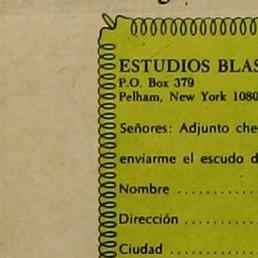 ESTUDIOS BLAS
P.O. Box 379
Pelham, New York 1080
Señores: Adjunto che
enviarme el escudo d
Nombre ..............
Dirección ...........
Ciudad ..............